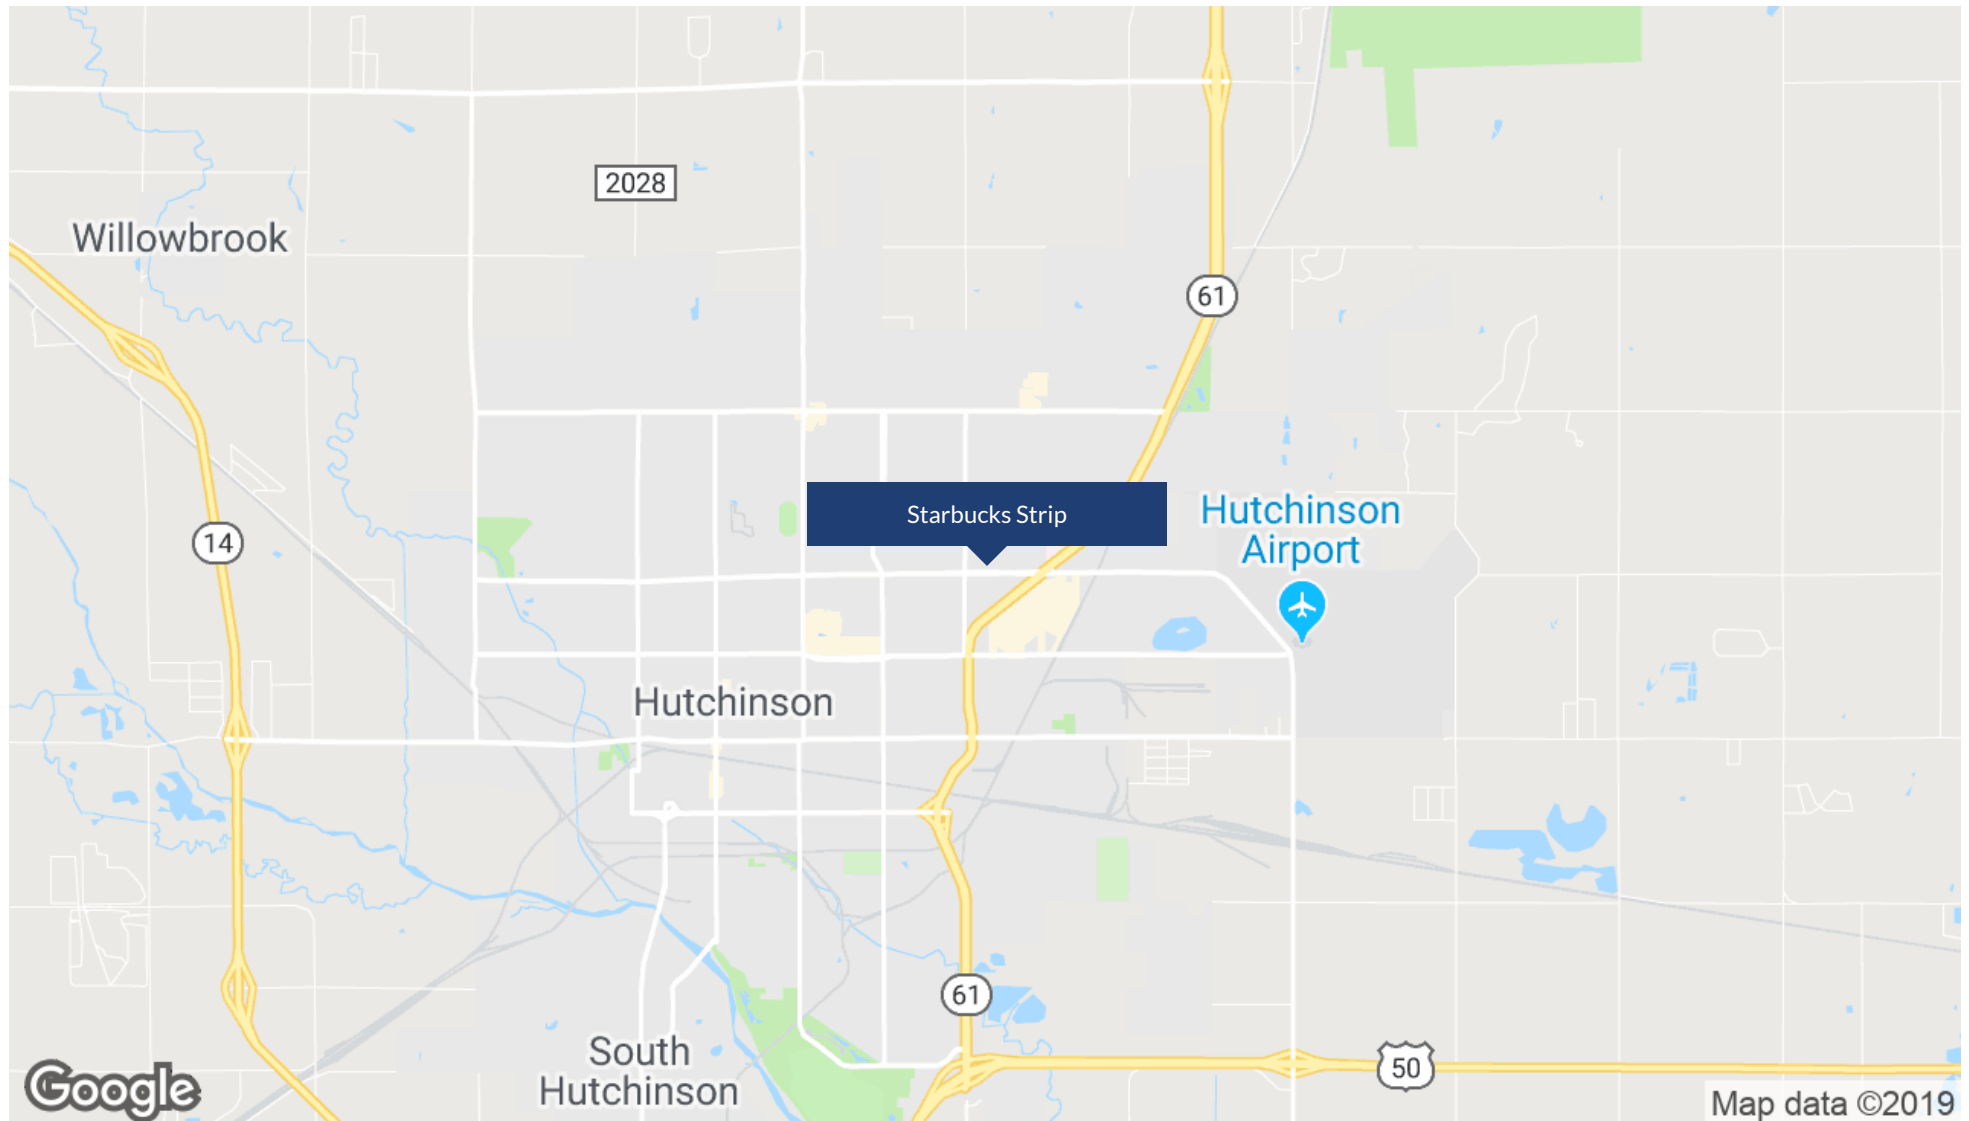 2028
Willowbrook
61
Starbucks Strip
Hutchinson
Airport
14
Hutchinson
61
South
Hutchinson
50
Google
Map data ©2019